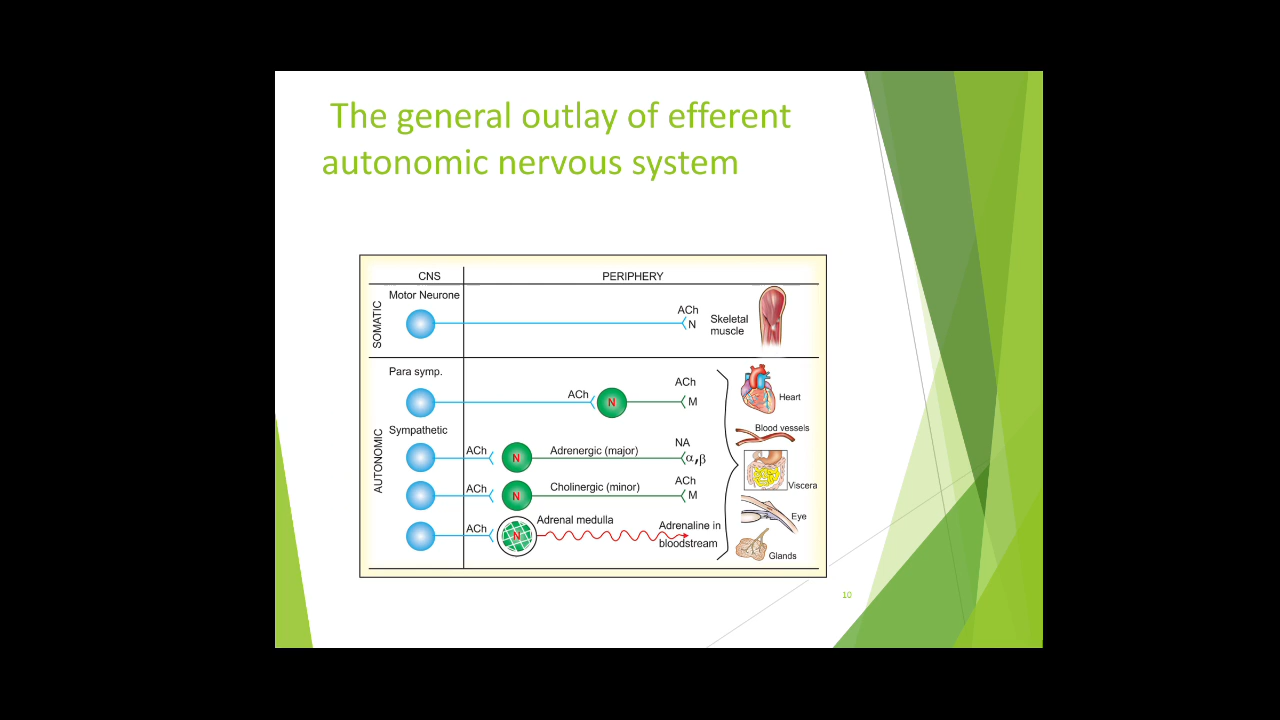 The general outlay of efferent
autonomic nervous system
CNS
PERIPHERY
SOMATIC
Motor Neurone
ACh
N
Skeletal
muscle
AUTONOMIC
Para symp.
ACh
N
ACh
M
Sympathetic
ACh
N
Adrenergic (major)
NA
α,β
ACh
N
Cholinergic (minor)
ACh
M
ACh
N
Adrenal medulla
Adrenaline in
bloodstream
Heart
Blood vessels
Viscera
Eye
Glands
10